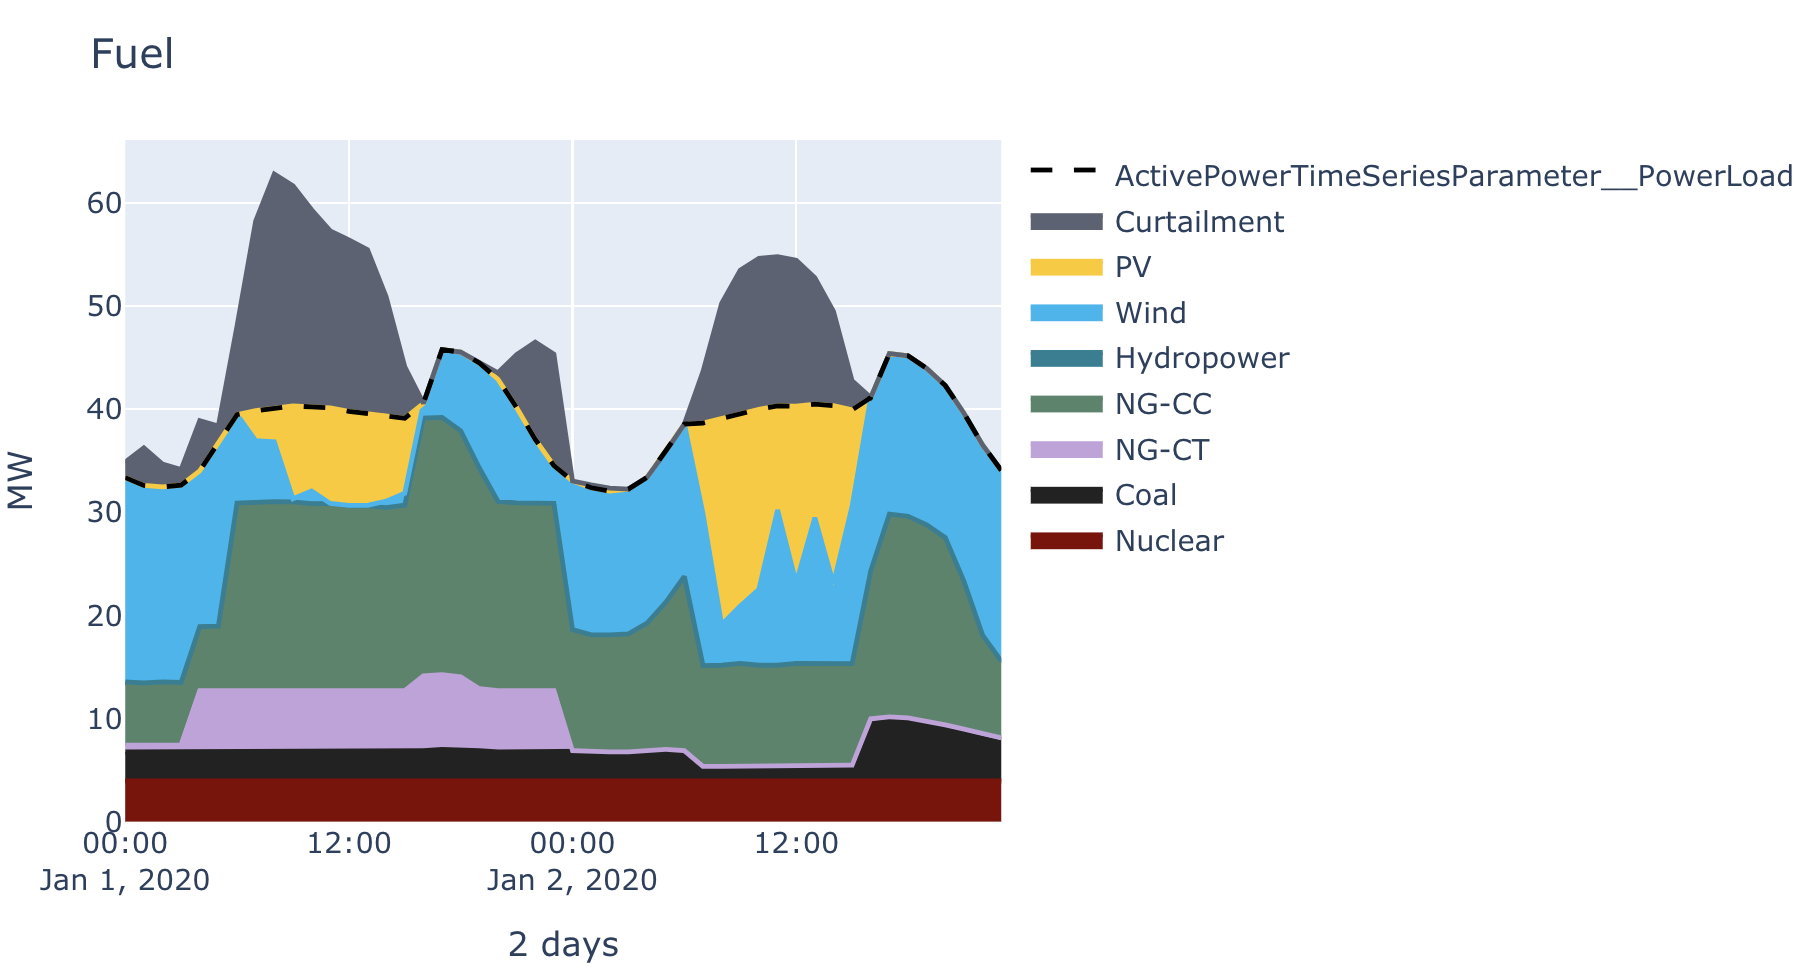 Fuel
MW
60
50
40
30
20
10
0
00:00
12:00
00:00
12:00
Jan 1, 2020
Jan 2, 2020
2 days
ActivePowerTimeSeriesParameter__PowerLoad
Curtailment
PV
Wind
Hydropower
NG-CC
NG-CT
Coal
Nuclear